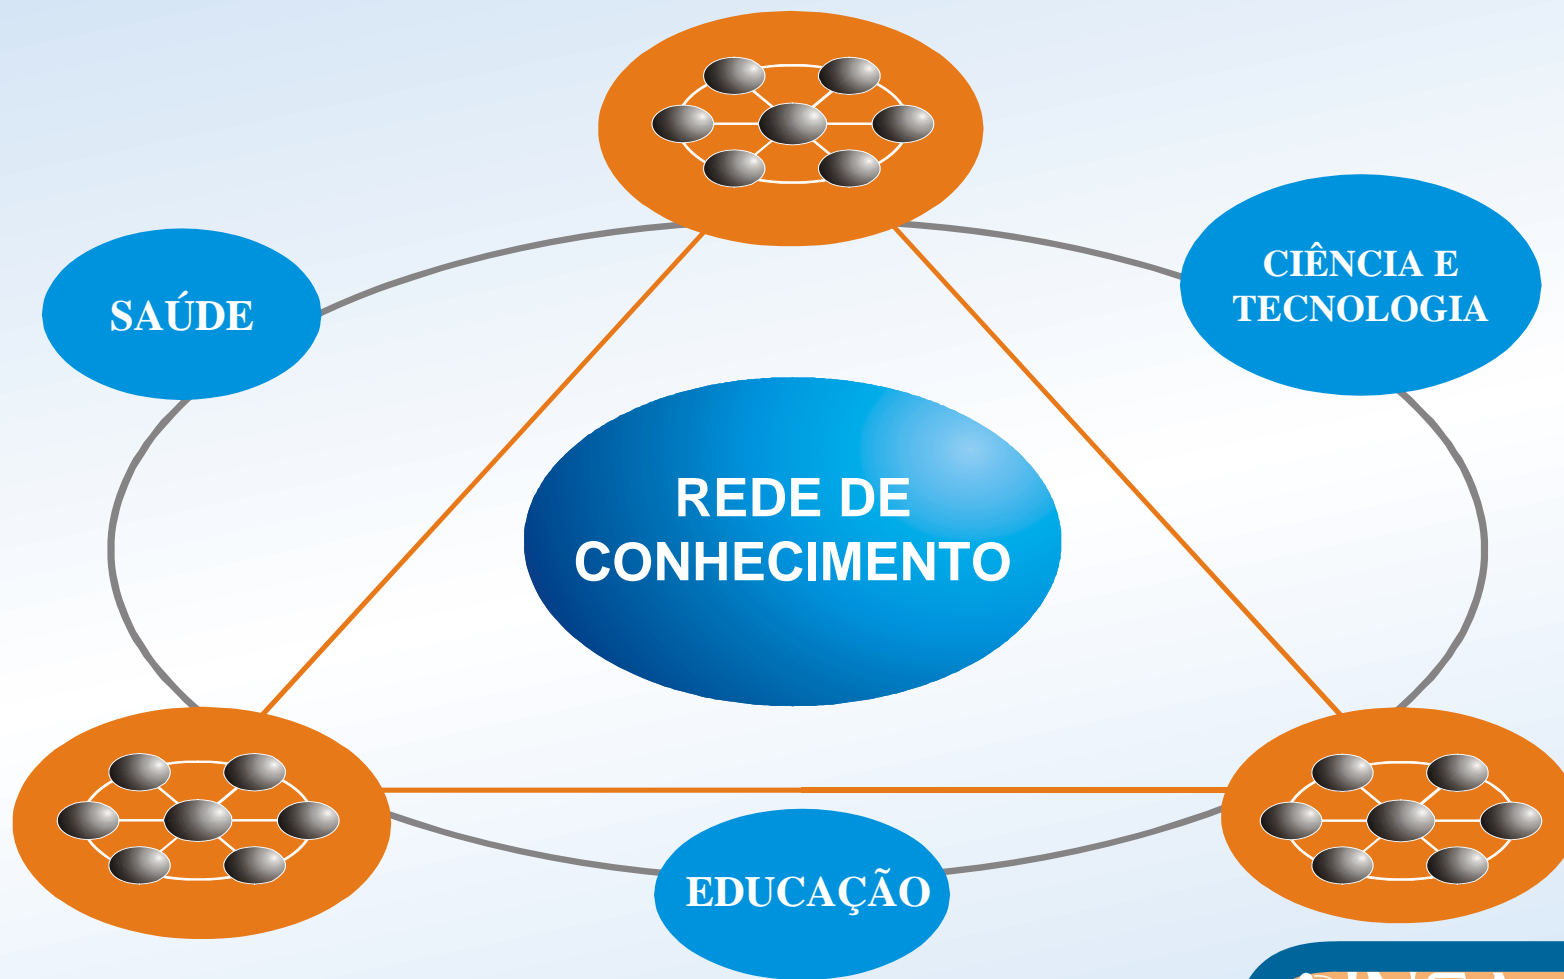 SAÚDE
CIÊNCIA E
TECNOLOGIA
REDE DE
CONHECIMENTO
EDUCAÇÃO